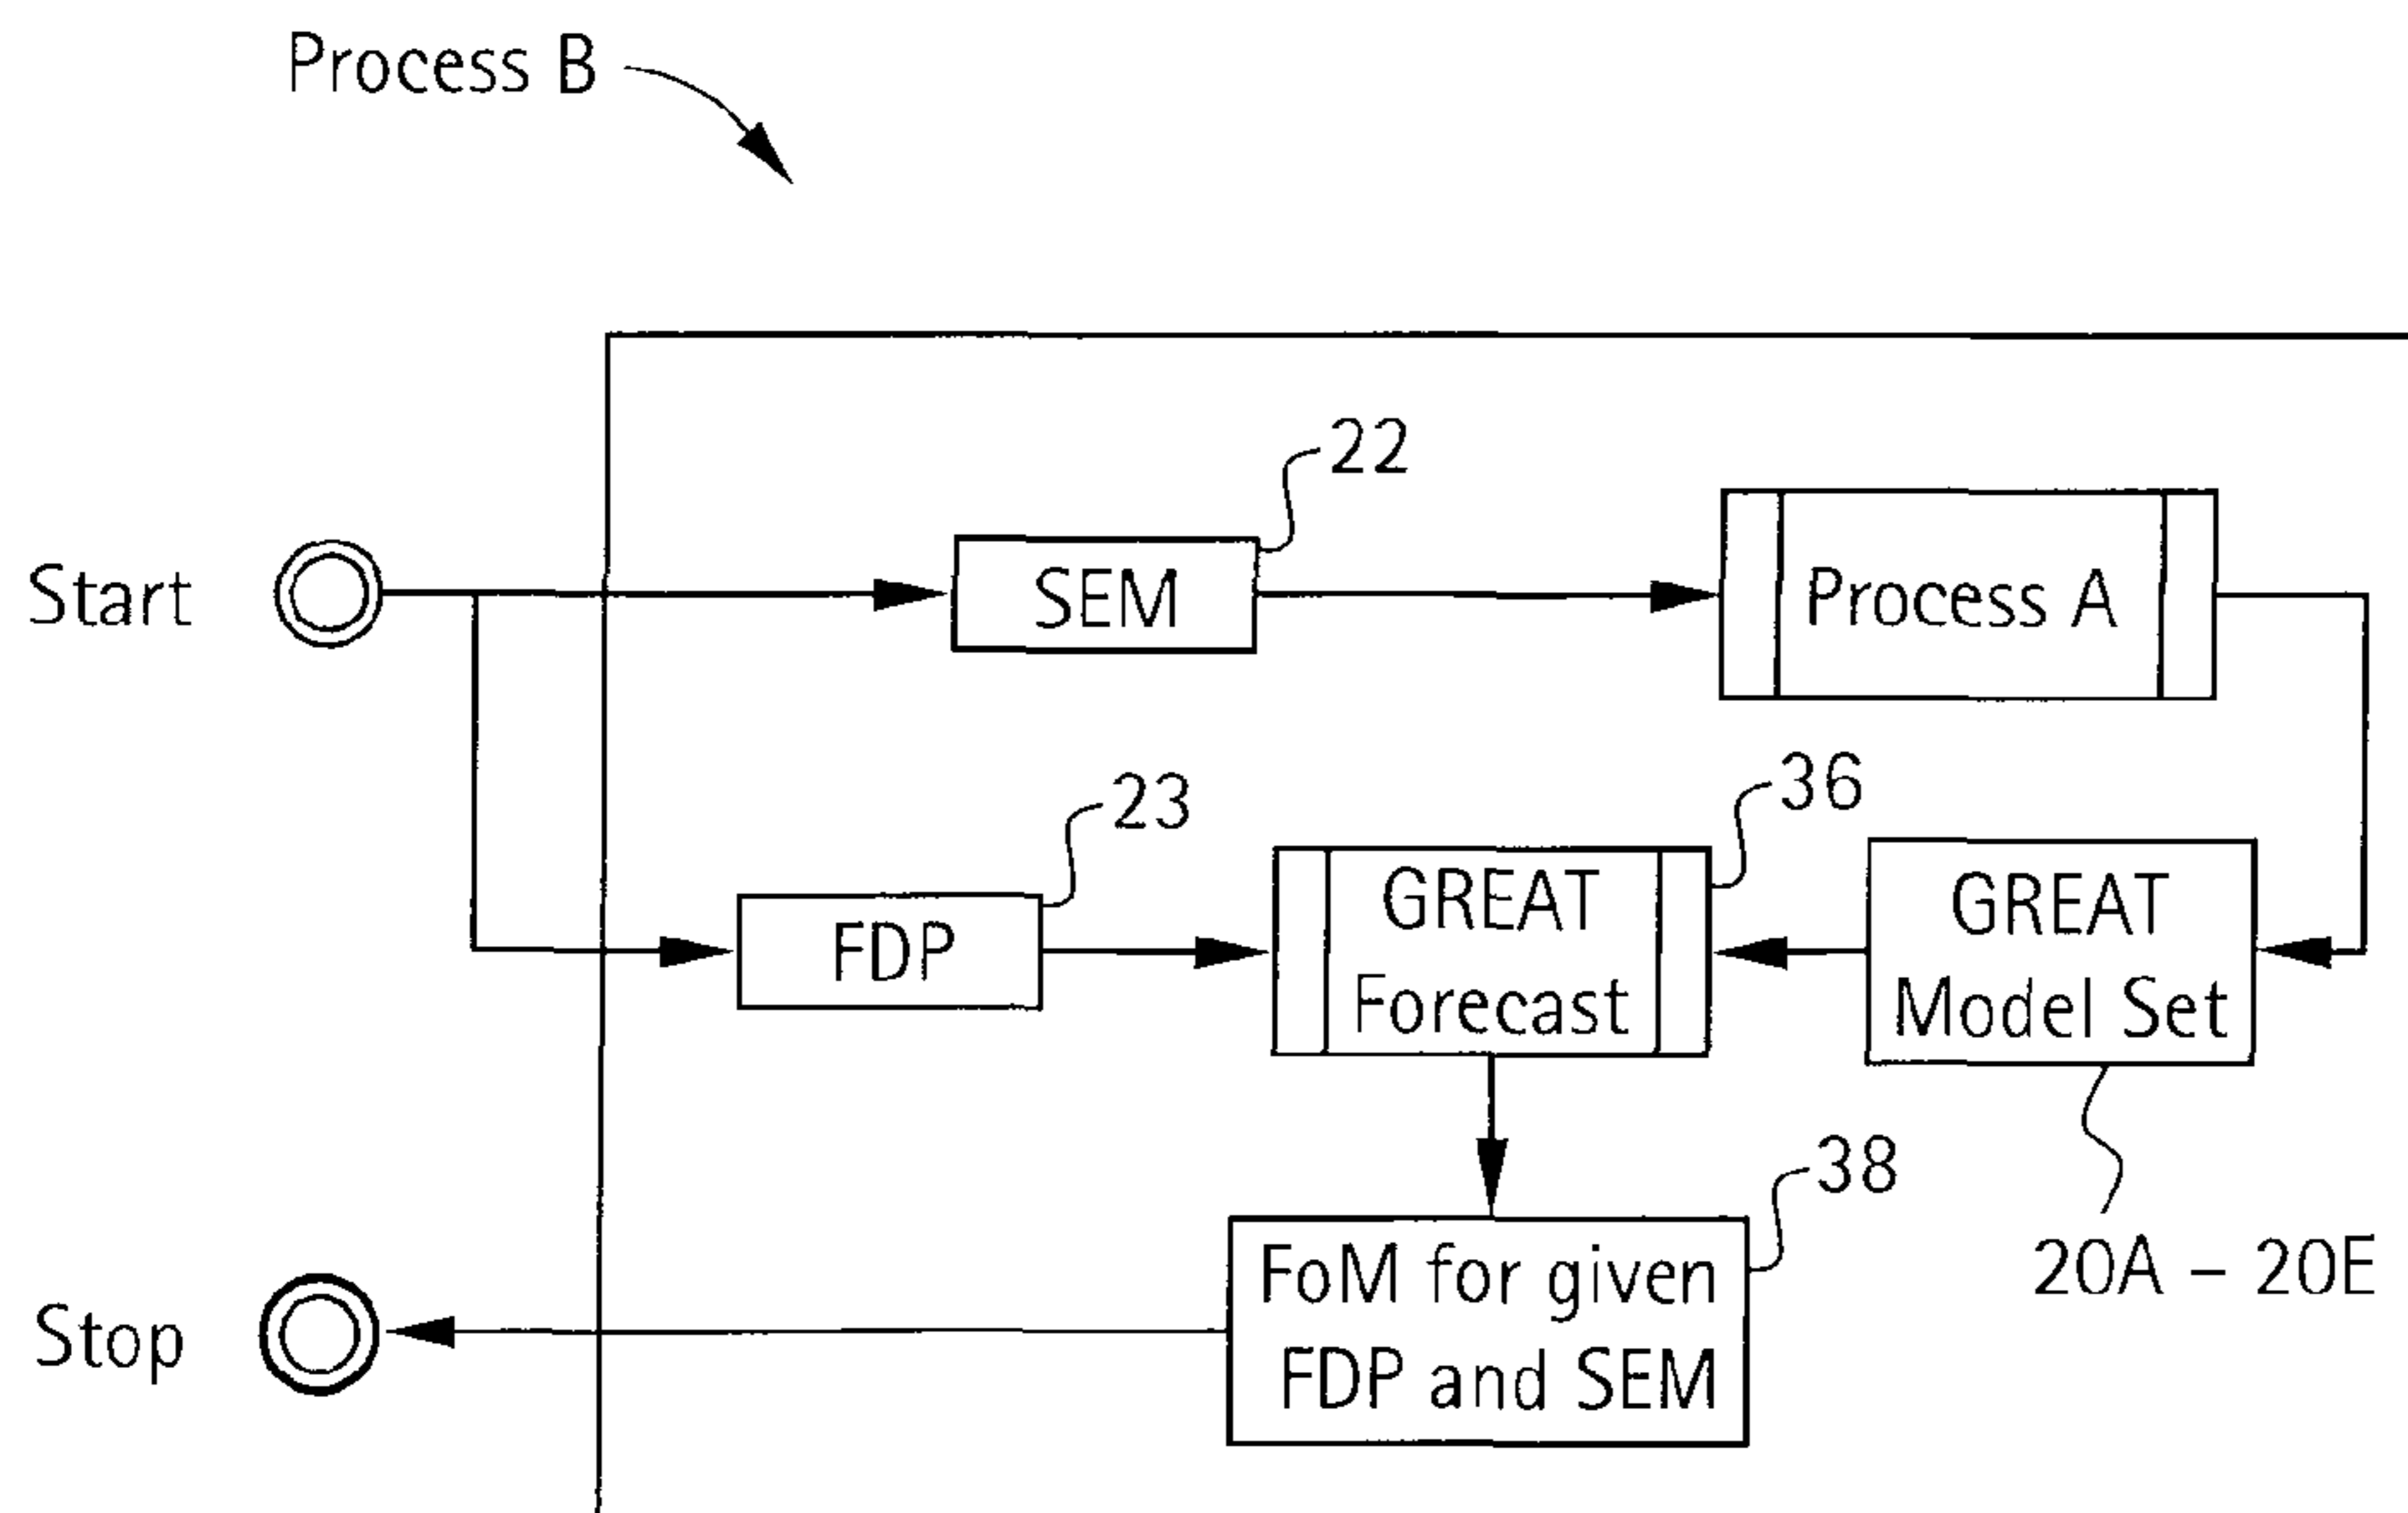 Process B
22
Start
SEM
Process A
23
36
FDP
GREAT
Forecast
GREAT
Model Set
38
20A – 20E
Stop
FoM for given
FDP and SEM